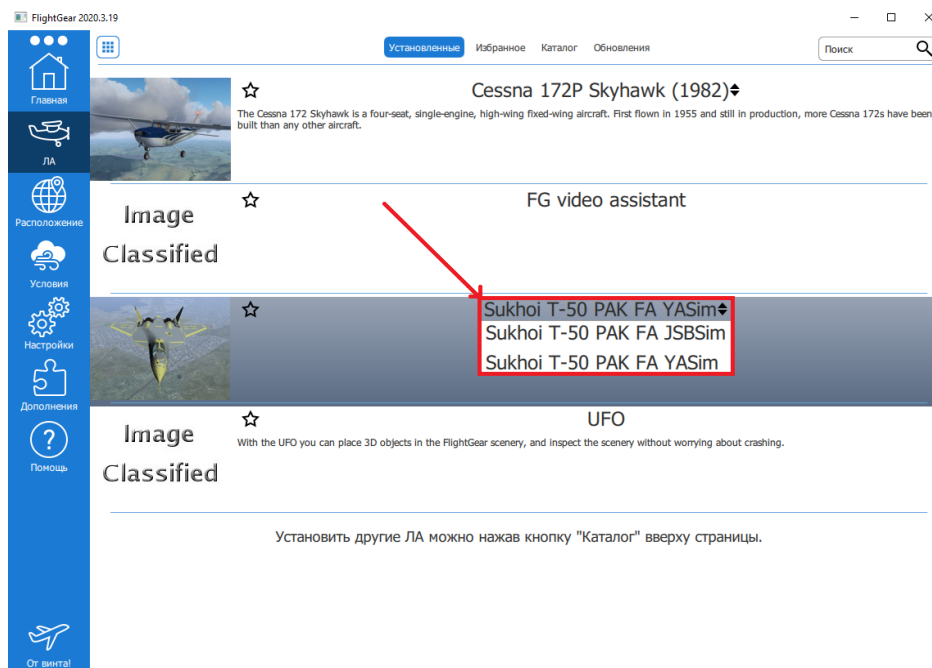 FlightGear 2020.3.19
Главная
ЛА
Расположение
Условия
Настройки
Дополнения
Помощь
От винта!
Установленные Избранное Каталог Обновления
Поиск
Cessna 172P Skyhawk (1982)
The Cessna 172 Skyhawk is a four-seat, single-engine, high-wing fixed-wing aircraft. First flown in 1955 and still in production, more Cessna 172s have been
built than any other aircraft.
Image
Classified
FG video assistant
Sukhoi T-50 PAK FA YASim
Sukhoi T-50 PAK FA JSBSim
Sukhoi T-50 PAK FA YASim
Image
Classified
UFO
With the UFO you can place 3D objects in the FlightGear scenery, and inspect the scenery without worrying about crashing.
Установить другие ЛА можно нажав кнопку "Каталог" вверху страницы.